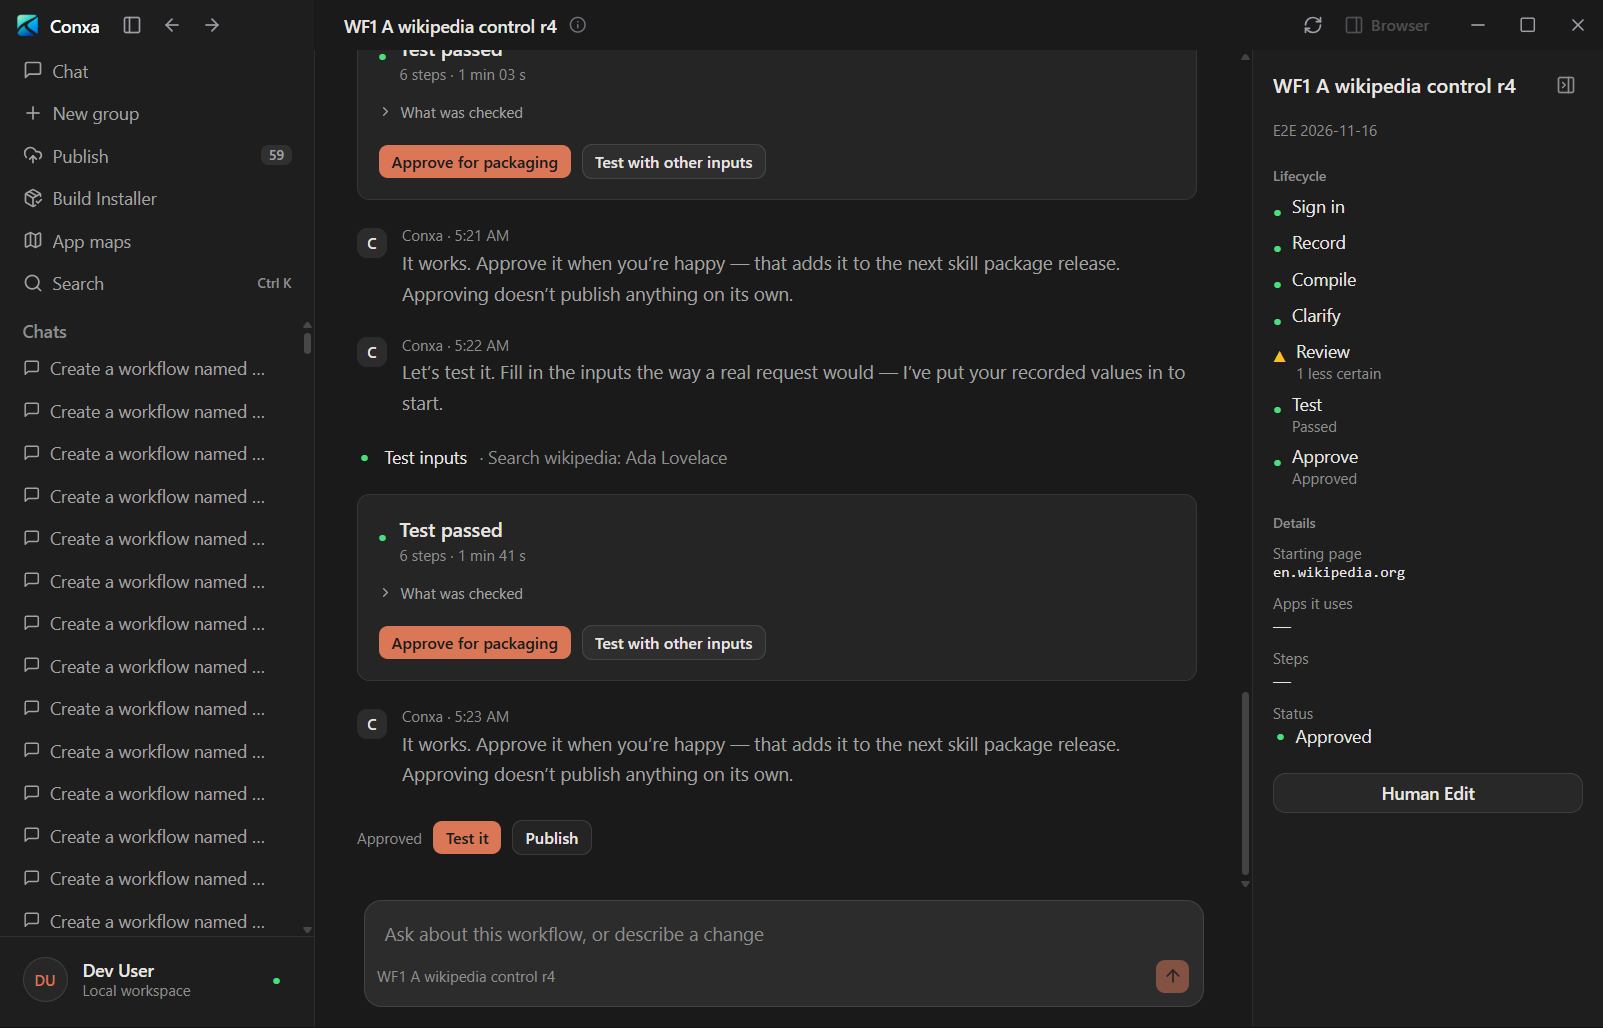 Conxa
WF1 A wikipedia control r4
Browser
Chat
New group
Publish 59
Build Installer
App maps
Search Ctrl K
Chats
Create a workflow named ...
Create a workflow named ...
Create a workflow named ...
Create a workflow named ...
Create a workflow named ...
Create a workflow named ...
Create a workflow named ...
Create a workflow named ...
Create a workflow named ...
Create a workflow named ...
Create a workflow named ...
Create a workflow named ...
Create a workflow named ...
Create a workflow named ...
DU
Dev User
Local workspace
Test passed
6 steps · 1 min 03 s
What was checked
Approve for packaging Test with other inputs
C
Conxa · 5:21 AM
It works. Approve it when you’re happy — that adds it to the next skill package release.
Approving doesn’t publish anything on its own.
C
Conxa · 5:22 AM
Let’s test it. Fill in the inputs the way a real request would — I’ve put your recorded values in to
start.
Test inputs · Search wikipedia: Ada Lovelace
Test passed
6 steps · 1 min 41 s
What was checked
Approve for packaging Test with other inputs
C
Conxa · 5:23 AM
It works. Approve it when you’re happy — that adds it to the next skill package release.
Approving doesn’t publish anything on its own.
Approved Test it Publish
Ask about this workflow, or describe a change
WF1 A wikipedia control r4
WF1 A wikipedia control r4
E2E 2026-11-16
Lifecycle
Sign in
Record
Compile
Clarify
Review
1 less certain
Test
Passed
Approve
Approved
Details
Starting page
en.wikipedia.org
Apps it uses
—
Steps
—
Status
Approved
Human Edit